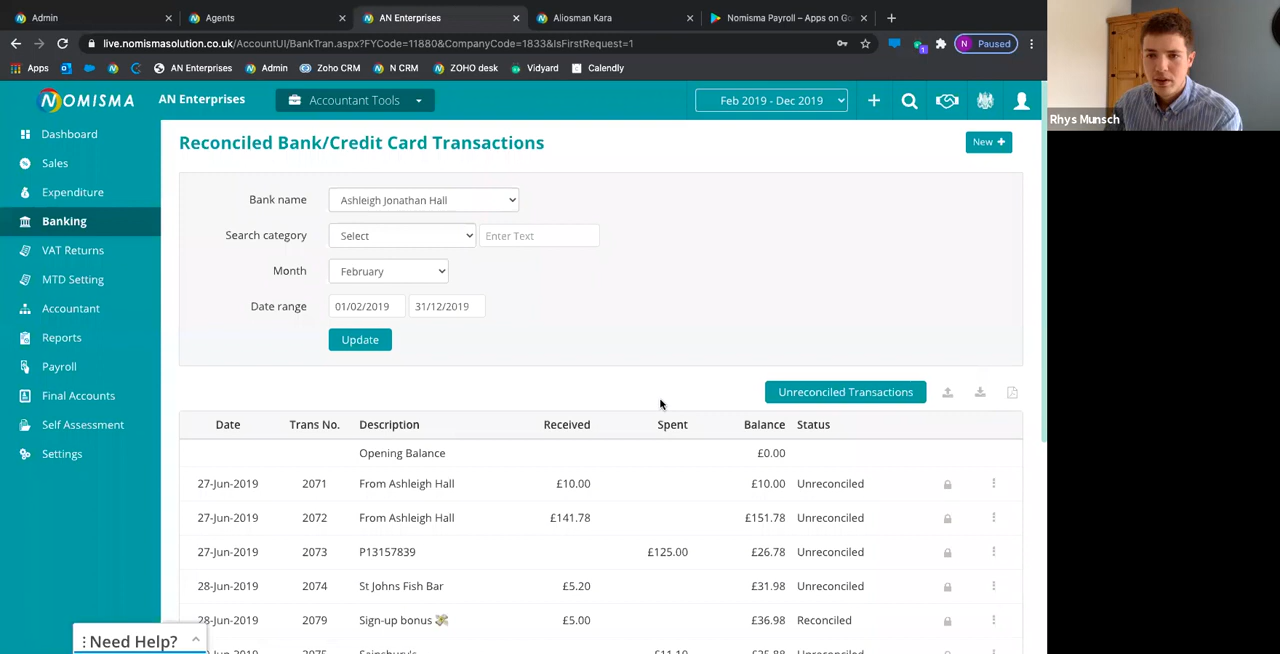 Admin Agents AN Enterprises Aliosman Kara Nomisma Payroll – Apps on Go
live.nomismasolution.co.uk/AccountUI/BankTran.aspx?FYCode=11880&CompanyCode=1833&IsFirstRequest=1 N Paused
Apps AN Enterprises Admin Zoho CRM N CRM ZOHO desk Vidyard Calendly
NOMISMA AN Enterprises Accountant Tools Feb 2019 - Dec 2019
Rhys Munsch
Dashboard
Sales
Expenditure
Banking
VAT Returns
MTD Setting
Accountant
Reports
Payroll
Final Accounts
Self Assessment
Settings
Reconciled Bank/Credit Card Transactions New +
Bank name Ashleigh Jonathan Hall
Search category Select Enter Text
Month February
Date range 01/02/2019 31/12/2019
Update
Unreconciled Transactions
Date Trans No. Description Received Spent Balance Status
Opening Balance £0.00
27-Jun-2019 2071 From Ashleigh Hall £10.00 £10.00 Unreconciled
27-Jun-2019 2072 From Ashleigh Hall £141.78 £151.78 Unreconciled
27-Jun-2019 2073 P13157839 £125.00 £26.78 Unreconciled
28-Jun-2019 2074 St Johns Fish Bar £5.20 £31.98 Unreconciled
28-Jun-2019 2079 Sign-up bonus 💸 £5.00 £36.98 Reconciled
Need Help?